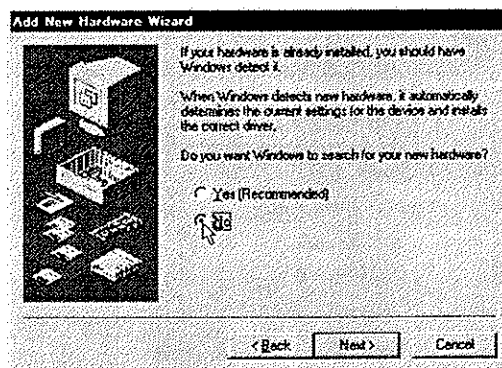 Add New Hardware Wizard
If your hardware is already installed, you should have
Windows detect it.
When Windows detects new hardware, it automatically
determines the current settings for the device and installs
the correct driver.
Do you want Windows to search for your new hardware?
Yes (Recommended)
No
< Back
Next >
Cancel